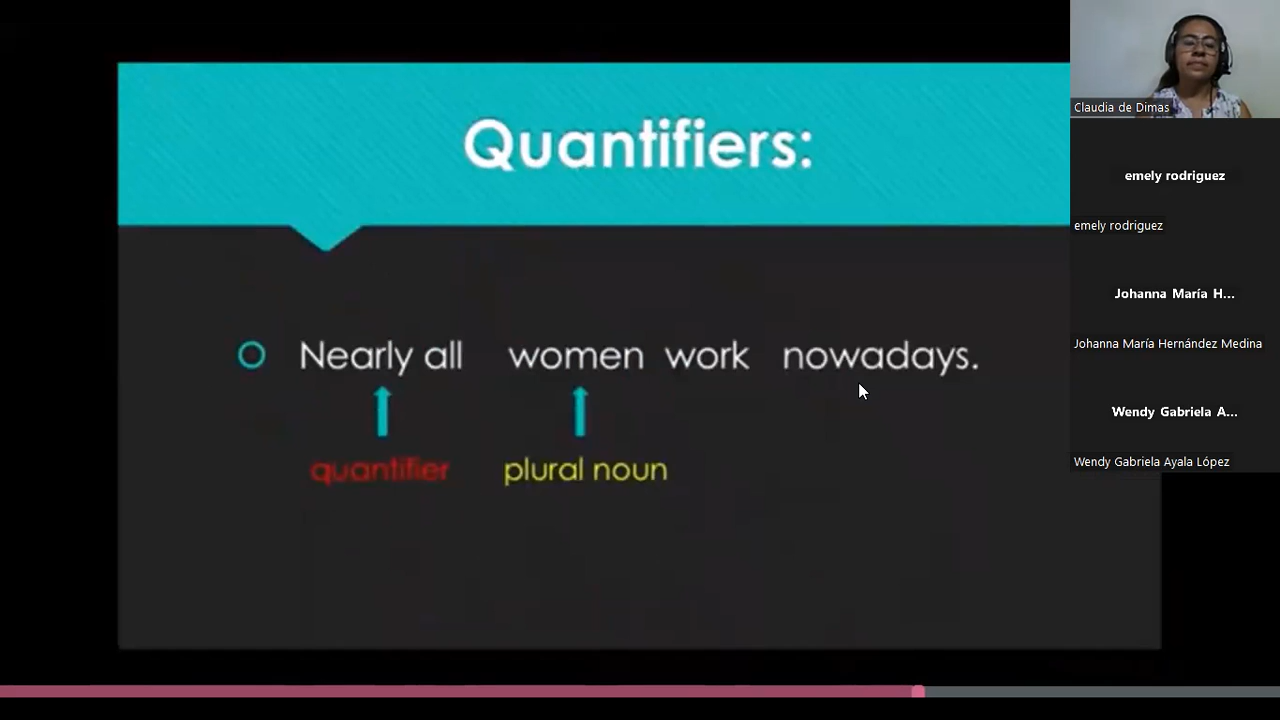 Quantifiers:
Nearly all women work nowadays.
quantifier plural noun
Claudia de Dimas
emely rodriguez
emely rodriguez
Johanna María H...
Johanna María Hernández Medina
Wendy Gabriela A...
Wendy Gabriela Ayala López